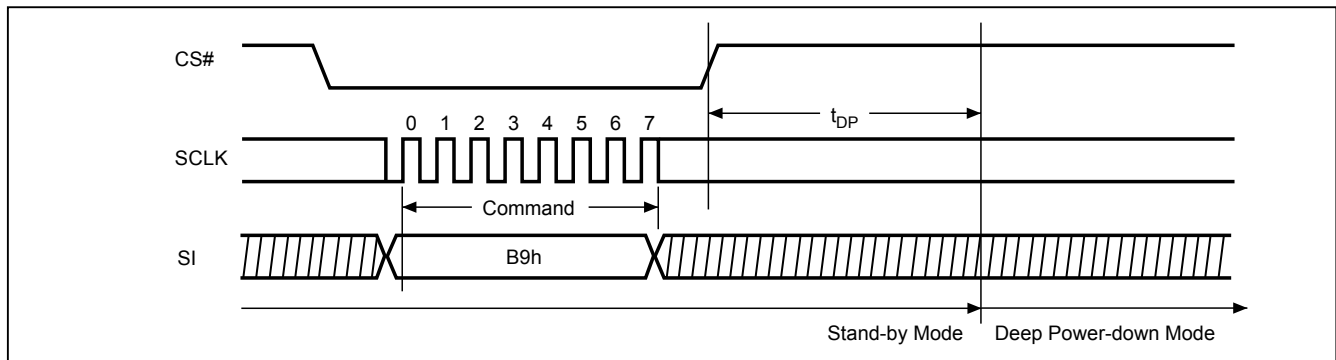 CS#
t_DP
0 1 2 3 4 5 6 7
SCLK
Command
SI
B9h
Stand-by Mode
Deep Power-down Mode